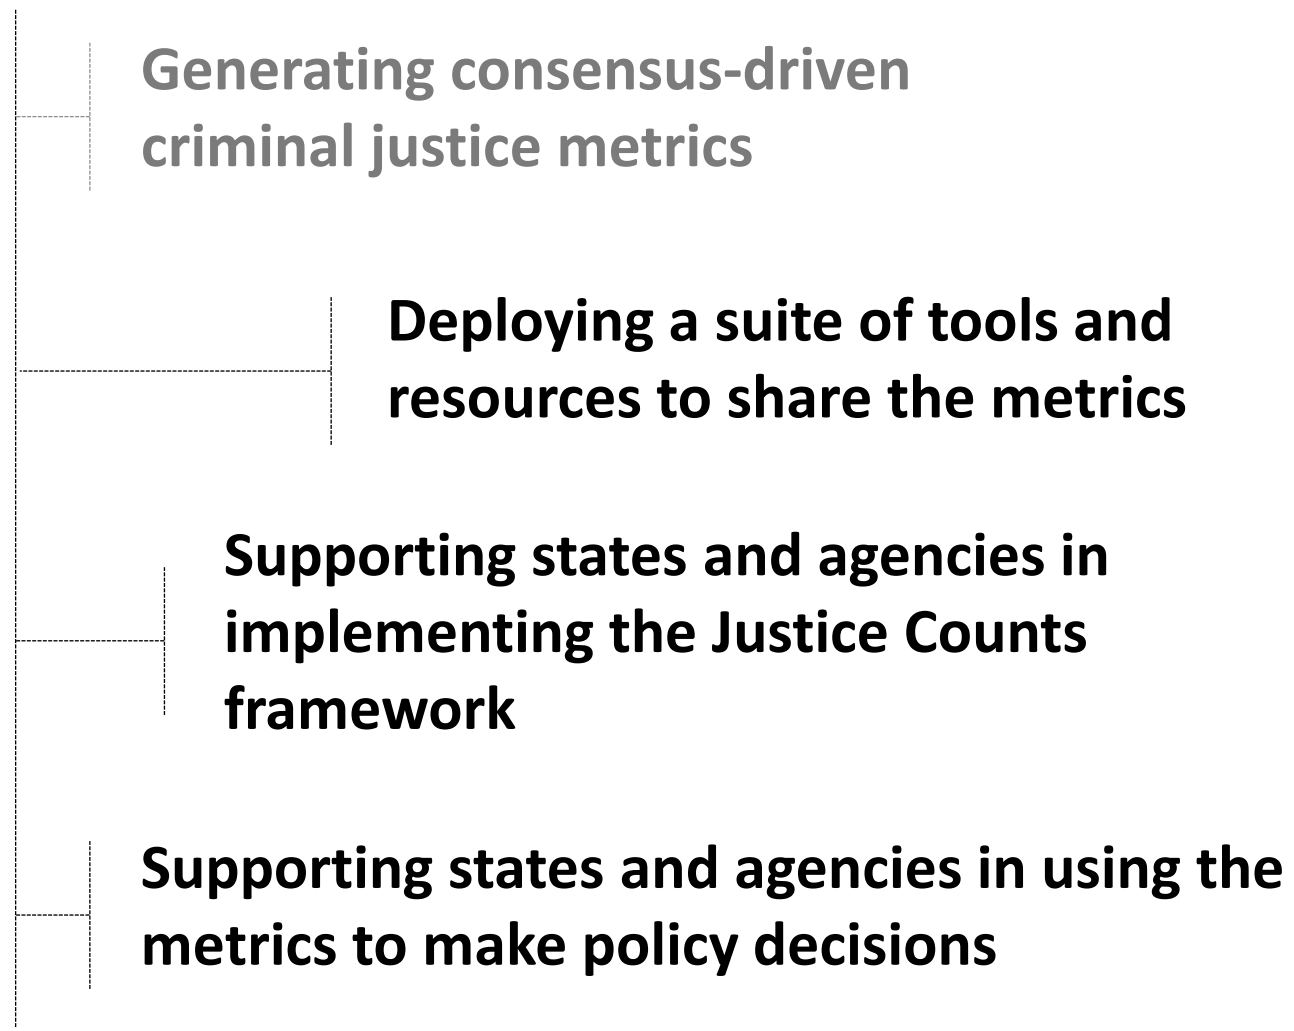 Generating consensus-driven
criminal justice metrics
Deploying a suite of tools and
resources to share the metrics
Supporting states and agencies in
implementing the Justice Counts
framework
Supporting states and agencies in using the
metrics to make policy decisions